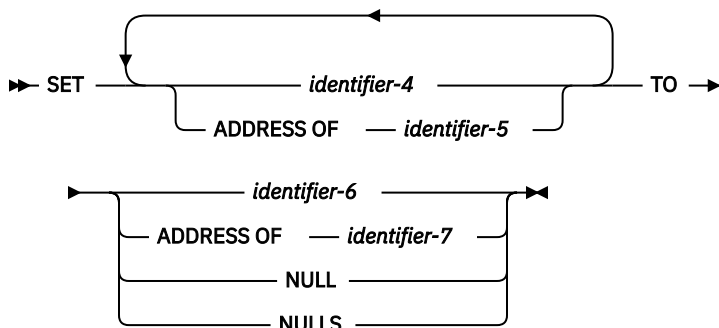 SET identifier-4 TO
ADDRESS OF identifier-5
identifier-6
ADDRESS OF identifier-7
NULL
NULLS